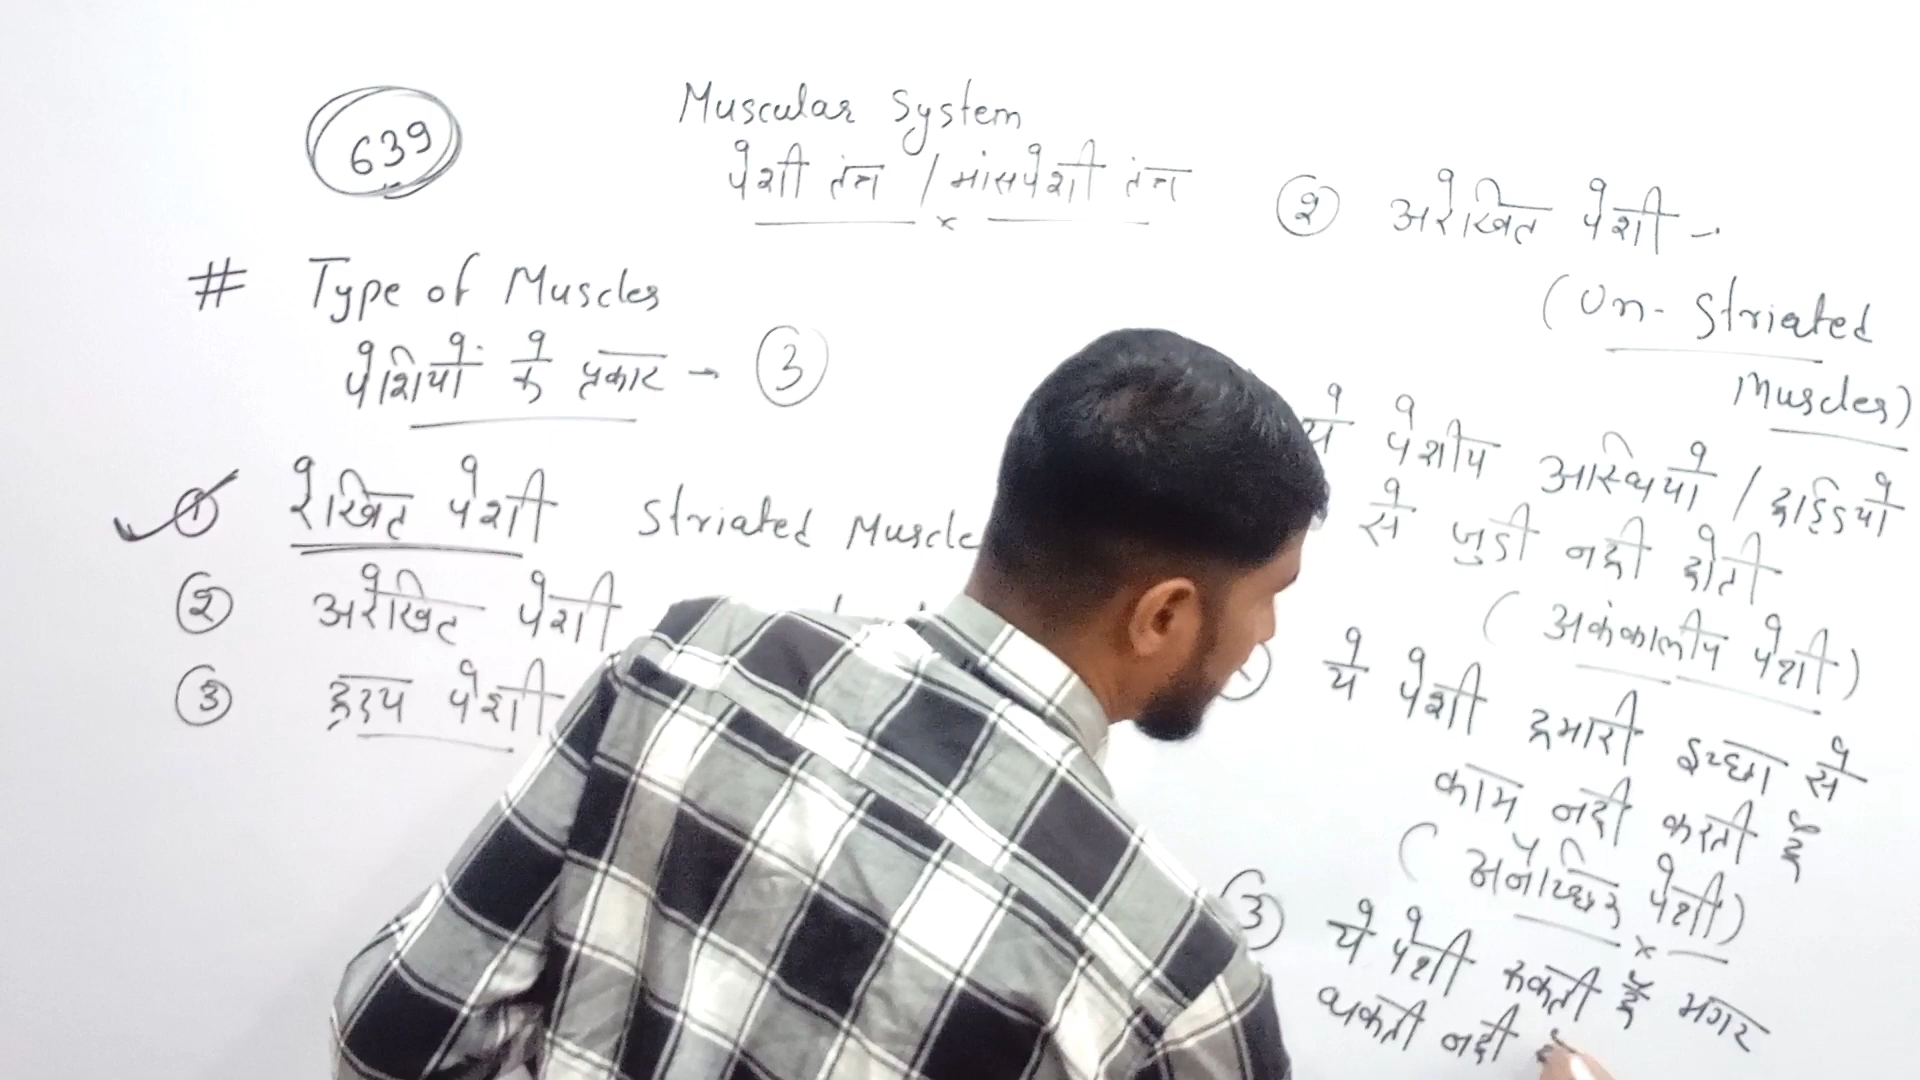 639
Muscular System
पेशी तंत्र / मांसपेशी तंत्र
# Type of Muscles
पेशियों के प्रकार - 3
1 रेखित पेशी Striated Muscle
2 अरेखित पेशी
3 हृदय पेशी
2 अरेखित पेशी -
(Un-Striated
Muscles)
ये पेशीय अस्थियों / हड्डियों
से जुडी नही होती
(अकंकालीय पेशी)
ये पेशी हमारी इच्छा से
काम नही करती है
(अनैच्छिक पेशी)
3 ये पेशी रुकती है मगर
थकती नही